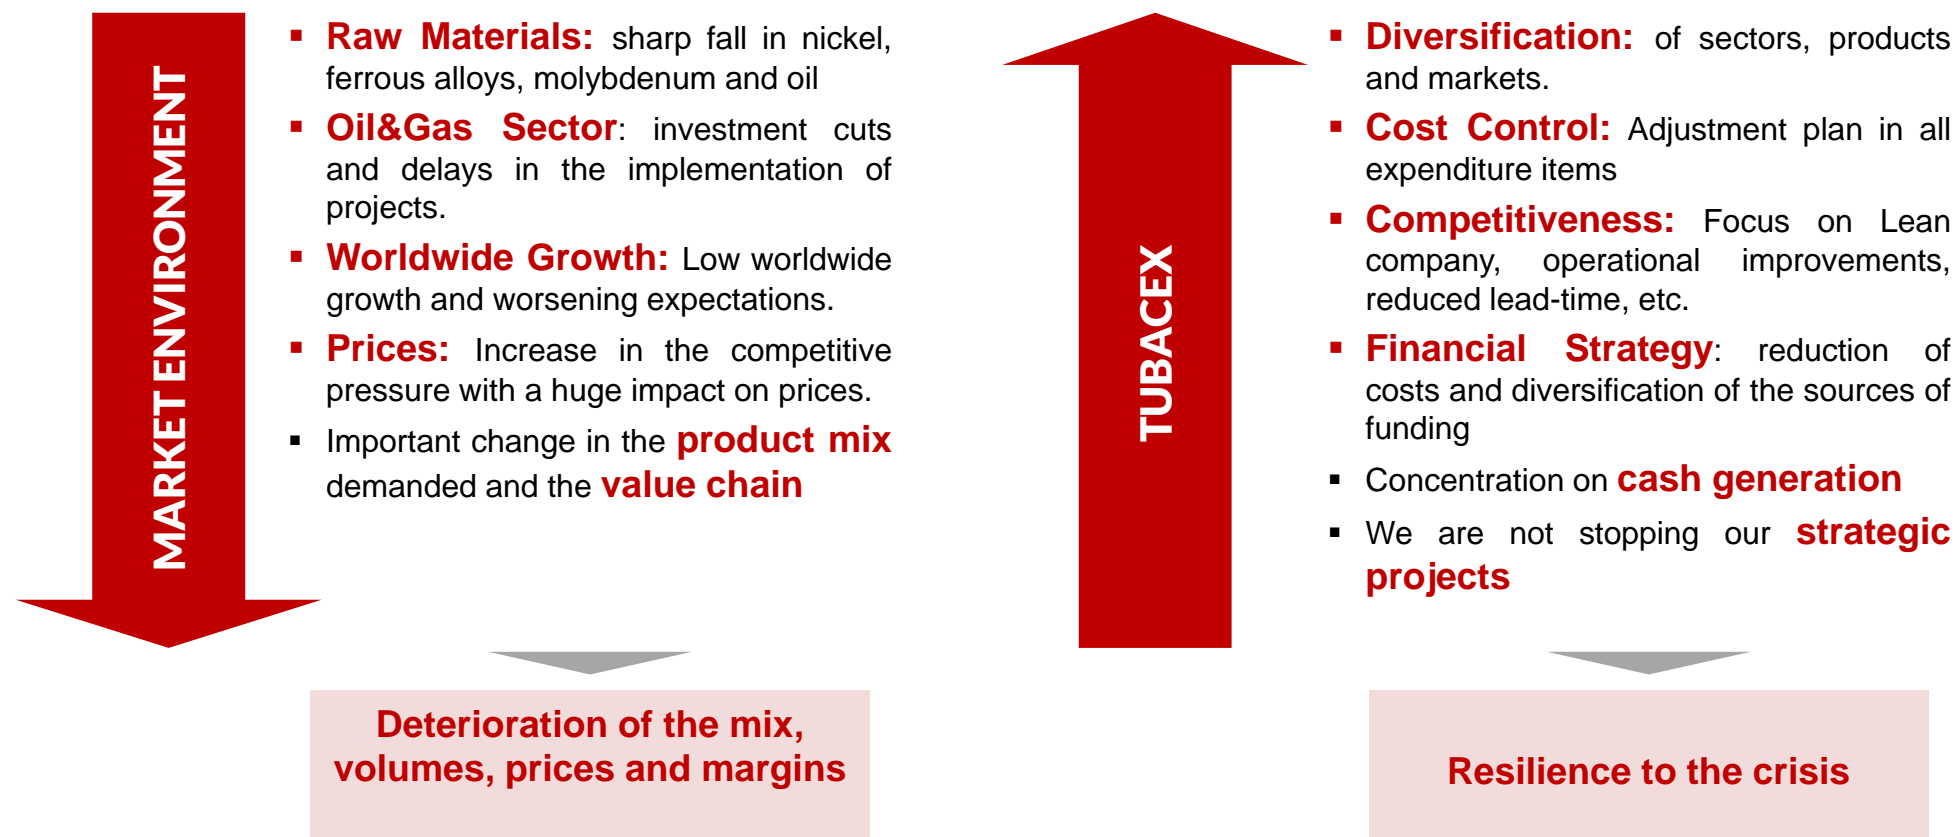 MARKET ENVIRONMENT
▪ Raw Materials: sharp fall in nickel,
ferrous alloys, molybdenum and oil
▪ Oil&Gas Sector: investment cuts
and delays in the implementation of
projects.
▪ Worldwide Growth: Low worldwide
growth and worsening expectations.
▪ Prices: Increase in the competitive
pressure with a huge impact on prices.
▪ Important change in the product mix
demanded and the value chain
Deterioration of the mix,
volumes, prices and margins
TUBACEX
▪ Diversification: of sectors, products
and markets.
▪ Cost Control: Adjustment plan in all
expenditure items
▪ Competitiveness: Focus on Lean
company, operational improvements,
reduced lead-time, etc.
▪ Financial Strategy: reduction of
costs and diversification of the sources of
funding
▪ Concentration on cash generation
▪ We are not stopping our strategic
projects
Resilience to the crisis